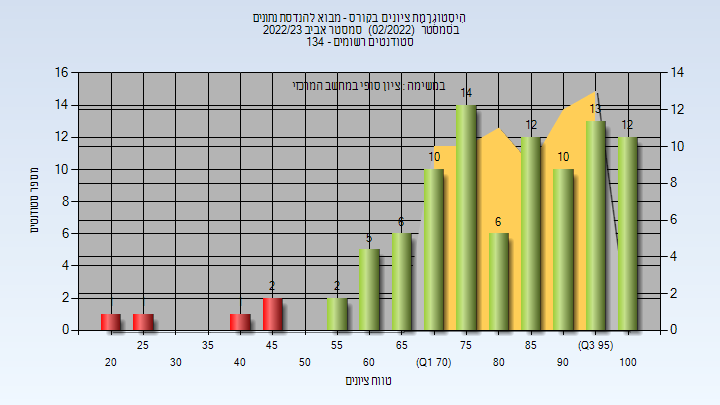 היסטוגרמת ציונים בקורס - מבוא להנדסת נתונים
בסמסטר (02/2022) סמסטר אביב 2022/23
סטודנטים רשומים - 134
במשימה : ציון סופי במחשב המרכזי
16 14 12 10 8 6 4 2 0
14 12 10 8 6 4 2 0
מספר סטודנטים
2 2 5 6 10 14 6 12 10 13 12
25 35 45 55 65 75 85 (Q3 95)
20 30 40 50 60 (Q1 70) 80 90 100
טווח ציונים